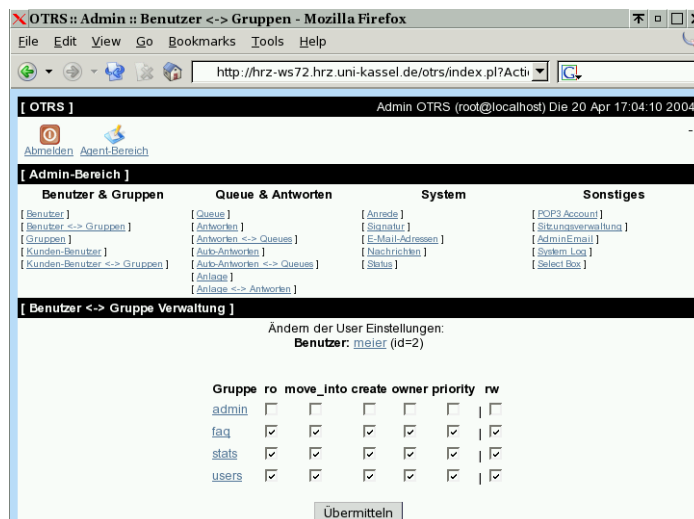 OTRS :: Admin :: Benutzer <-> Gruppen - Mozilla Firefox
File Edit View Go Bookmarks Tools Help
http://hrz-ws72.hrz.uni-kassel.de/otrs/index.pl?Acti
[ OTRS ] Admin OTRS (root@localhost) Die 20 Apr 17:04:10 2004
Abmelden Agent-Bereich
[ Admin-Bereich ]
Benutzer & Gruppen Queue & Antworten System Sonstiges
[ Benutzer ] [ Queue ] [ Anrede ] [ POP3 Account ]
[ Benutzer <-> Gruppen ] [ Antworten ] [ Signatur ] [ Sitzungsverwaltung ]
[ Gruppen ] [ Antworten <-> Queues ] [ E-Mail-Adressen ] [ AdminEmail ]
[ Kunden-Benutzer ] [ Auto-Antworten ] [ Nachrichten ] [ System Log ]
[ Kunden-Benutzer <-> Gruppen ] [ Auto-Antworten <-> Queues ] [ Status ] [ Select Box ]
[ Anlage ]
[ Anlage <-> Antworten ]
[ Benutzer <-> Gruppe Verwaltung ]
Ändern der User Einstellungen:
Benutzer: meier (id=2)
Gruppe ro move_into create owner priority rw
admin |
faq |
stats |
users |
Übermitteln